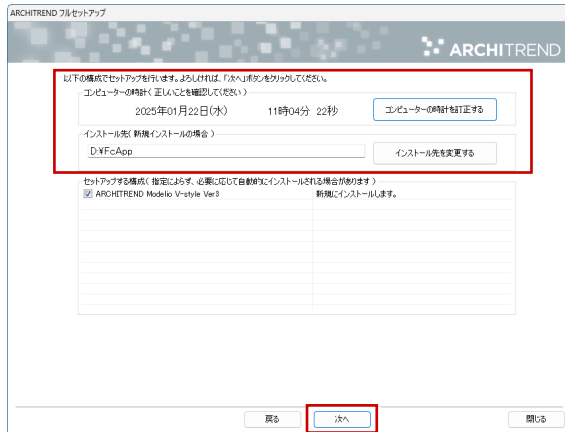 ARCHITREND フルセットアップ
ARCHITREND
以下の構成でセットアップを行います。よろしければ、「次へ」ボタンをクリックしてください。
コンピューターの時計( 正しいことを確認してください )
2025年01月22日(水) 11時04分 22秒 コンピューターの時計を訂正する
インストール先( 新規インストールの場合 )
D:¥FcApp インストール先を変更する
セットアップする構成( 指定によらず、必要に応じて自動的にインストールされる場合があります )
ARCHITREND Modelio V-style Ver3 新規にインストールします。
戻る 次へ 閉じる